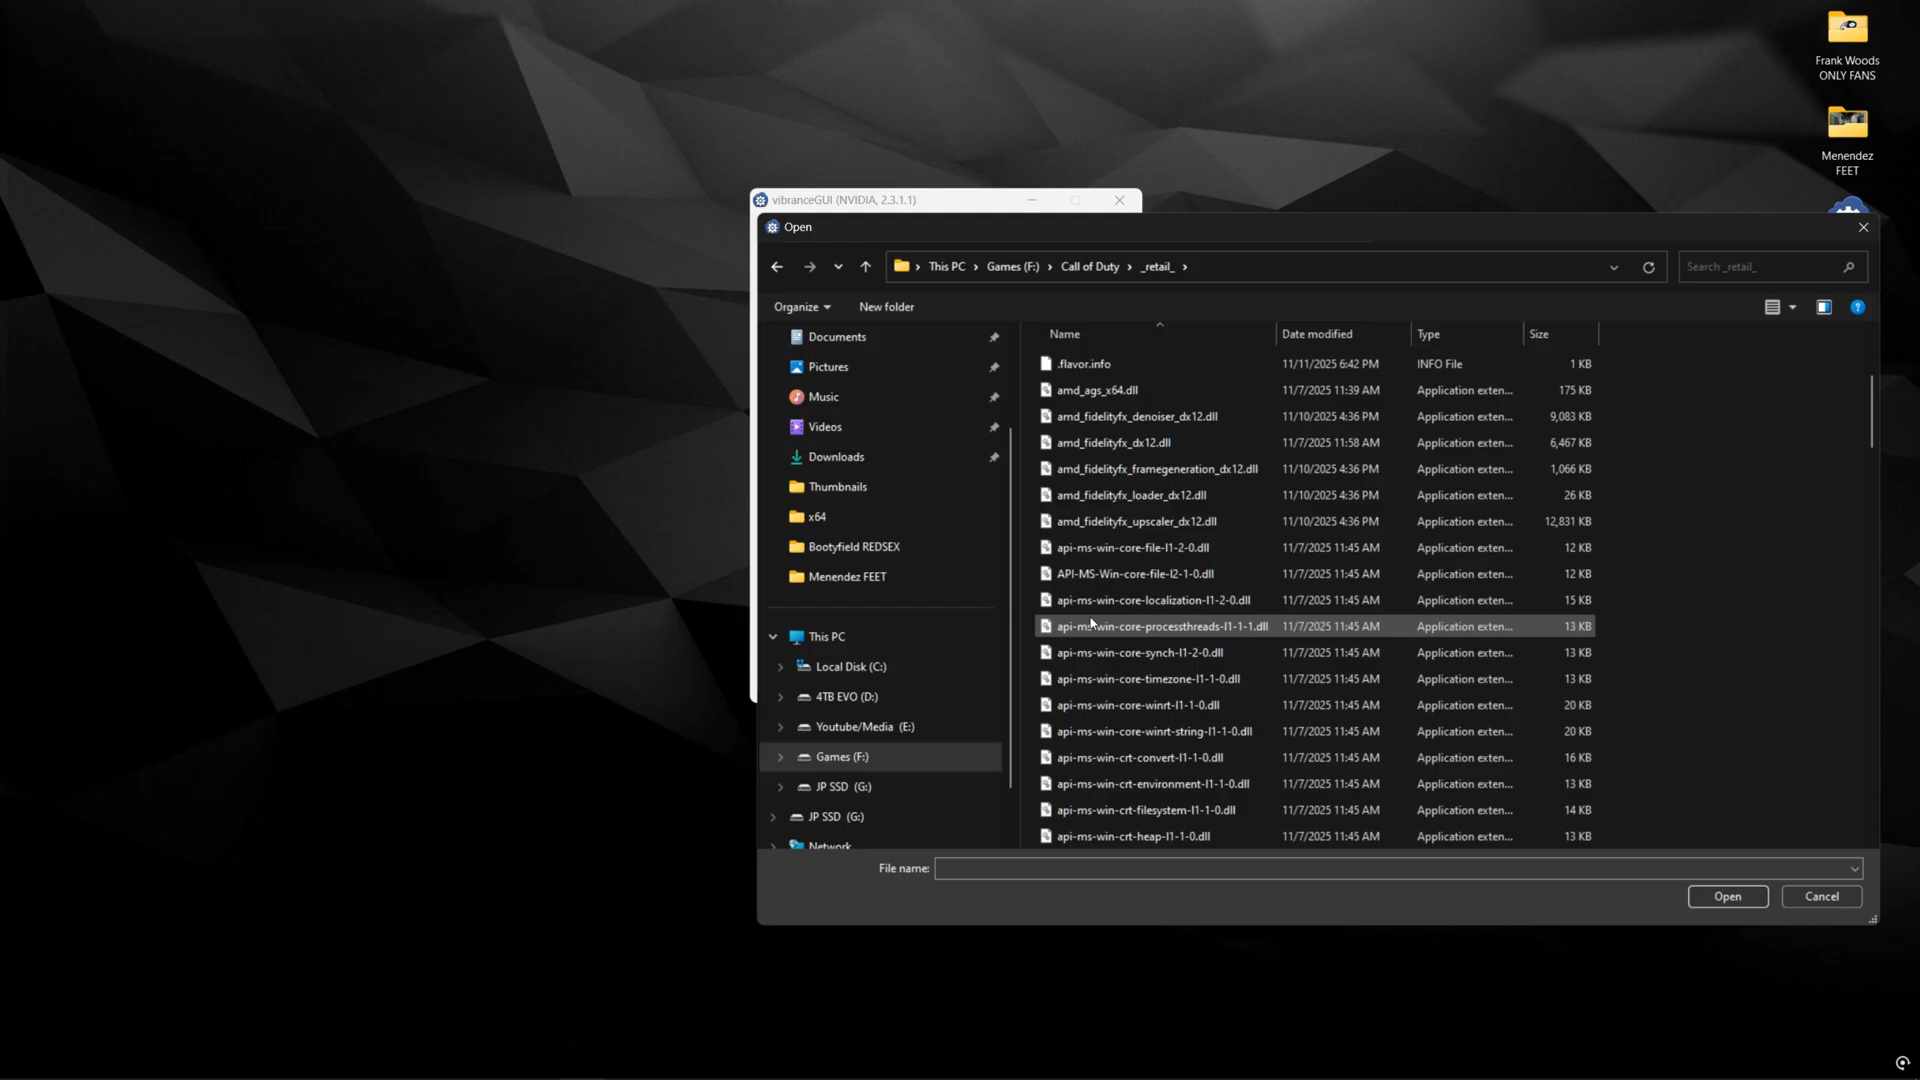 Frank Woods
ONLY FANS
Menendez
FEET
vibranceGUI (NVIDIA, 2.3.1.1)
Open
This PC › Games (F:) › Call of Duty › _retail_ ›
Search _retail_
Organize
New folder
Name Date modified Type Size
Documents
Pictures
Music
Videos
Downloads
Thumbnails
x64
Bootyfield REDSEX
Menendez FEET
This PC
Local Disk (C:)
4TB EVO (D:)
Youtube/Media (E:)
Games (F:)
JP SSD (G:)
JP SSD (G:)
Network
.flavor.info 11/11/2025 6:42 PM INFO File 1 KB
amd_ags_x64.dll 11/7/2025 11:39 AM Application exten... 175 KB
amd_fidelityfx_denoiser_dx12.dll 11/10/2025 4:36 PM Application exten... 9,083 KB
amd_fidelityfx_dx12.dll 11/7/2025 11:58 AM Application exten... 6,467 KB
amd_fidelityfx_framegeneration_dx12.dll 11/10/2025 4:36 PM Application exten... 1,066 KB
amd_fidelityfx_loader_dx12.dll 11/10/2025 4:36 PM Application exten... 26 KB
amd_fidelityfx_upscaler_dx12.dll 11/10/2025 4:36 PM Application exten... 12,831 KB
api-ms-win-core-file-l1-2-0.dll 11/7/2025 11:45 AM Application exten... 12 KB
API-MS-Win-core-file-l2-1-0.dll 11/7/2025 11:45 AM Application exten... 12 KB
api-ms-win-core-localization-l1-2-0.dll 11/7/2025 11:45 AM Application exten... 15 KB
api-ms-win-core-processthreads-l1-1-1.dll 11/7/2025 11:45 AM Application exten... 13 KB
api-ms-win-core-synch-l1-2-0.dll 11/7/2025 11:45 AM Application exten... 13 KB
api-ms-win-core-timezone-l1-1-0.dll 11/7/2025 11:45 AM Application exten... 13 KB
api-ms-win-core-winrt-l1-1-0.dll 11/7/2025 11:45 AM Application exten... 20 KB
api-ms-win-core-winrt-string-l1-1-0.dll 11/7/2025 11:45 AM Application exten... 20 KB
api-ms-win-crt-convert-l1-1-0.dll 11/7/2025 11:45 AM Application exten... 16 KB
api-ms-win-crt-environment-l1-1-0.dll 11/7/2025 11:45 AM Application exten... 13 KB
api-ms-win-crt-filesystem-l1-1-0.dll 11/7/2025 11:45 AM Application exten... 14 KB
api-ms-win-crt-heap-l1-1-0.dll 11/7/2025 11:45 AM Application exten... 13 KB
File name:
Open
Cancel